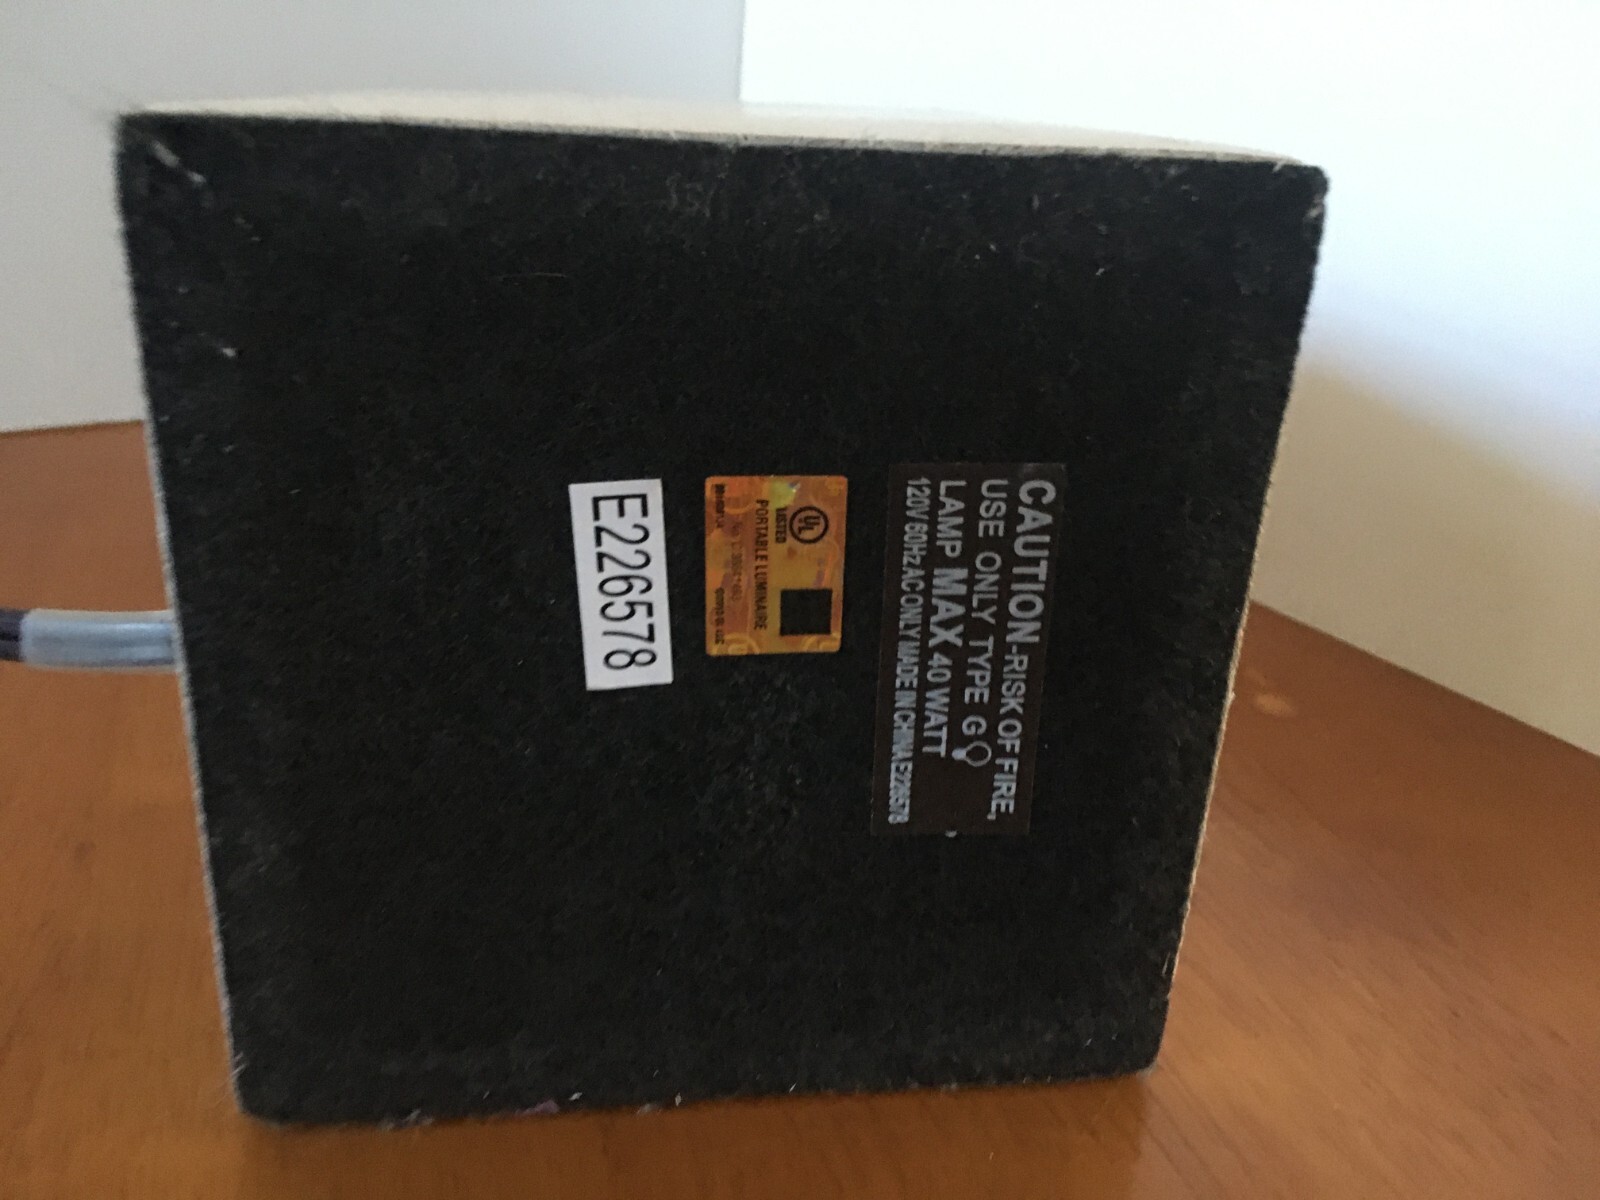 CAUTION-RISK OF FIRE,
USE ONLY TYPE G
LAMP MAX 40 WATT
120V 60Hz AC ONLY MADE IN CHINA E226578
UL
LISTED
PORTABLE LUMINAIRE
E226578